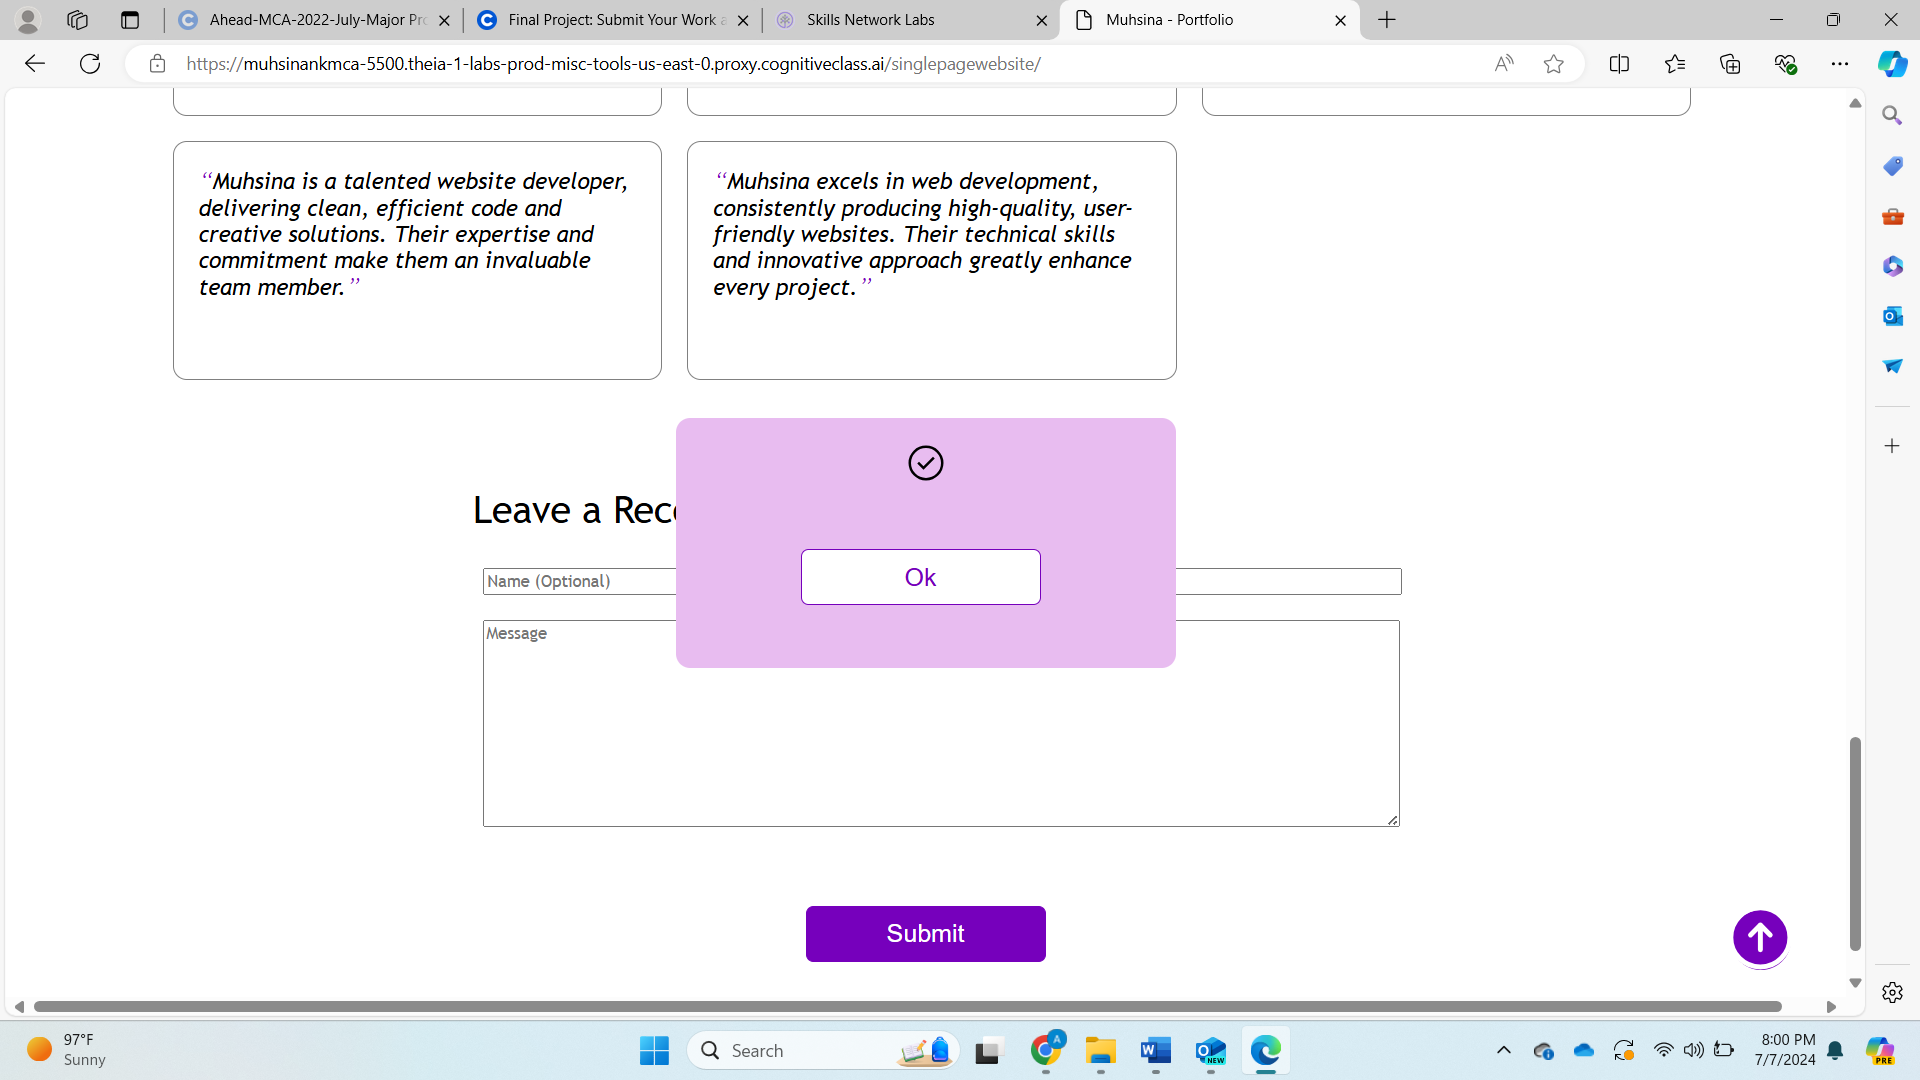 Ahead-MCA-2022-July-Major Pro
Final Project: Submit Your Work a
Skills Network Labs
Muhsina - Portfolio
https://muhsinankmca-5500.theia-1-labs-prod-misc-tools-us-east-0.proxy.cognitiveclass.ai/singlepagewebsite/
“Muhsina is a talented website developer,
delivering clean, efficient code and
creative solutions. Their expertise and
commitment make them an invaluable
team member.”
“Muhsina excels in web development,
consistently producing high-quality, user-
friendly websites. Their technical skills
and innovative approach greatly enhance
every project.”
Leave a Reco
Ok
Name (Optional)
Message
Submit
97°F
Sunny
Search
A
NEW
8:00 PM
7/7/2024
PRE